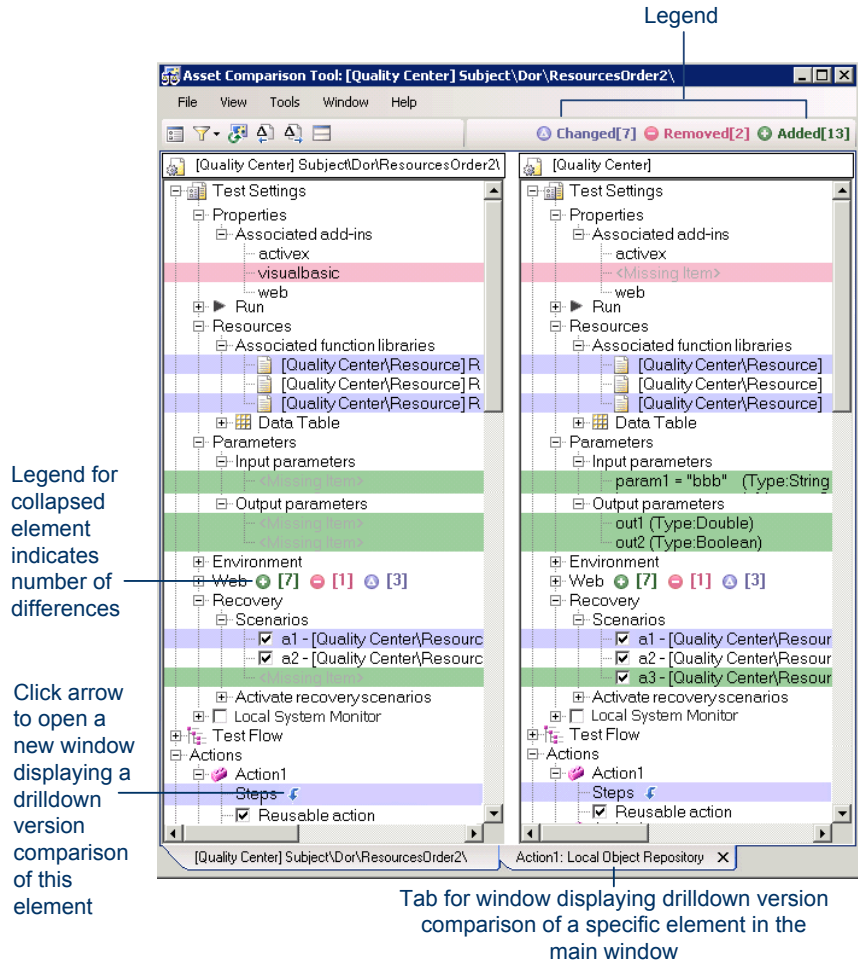 Legend
Asset Comparison Tool: [Quality Center] Subject\Dor\ResourcesOrder2\
File View Tools Window Help
Changed[7] Removed[2] Added[13]
[Quality Center] Subject\Dor\ResourcesOrder2\
Test Settings
Properties
Associated add-ins
activex
visualbasic
web
Run
Resources
Associated function libraries
[Quality Center\Resource] R
[Quality Center\Resource] R
[Quality Center\Resource] R
Data Table
Parameters
Input parameters
<Missing Item>
Output parameters
<Missing Item>
<Missing Item>
Environment
Web [7] [1] [3]
Recovery
Scenarios
a1 - [Quality Center\Resourc
a2 - [Quality Center\Resourc
<Missing Item>
Activate recovery scenarios
Local System Monitor
Test Flow
Actions
Action1
Steps
Reusable action
[Quality Center]
Test Settings
Properties
Associated add-ins
activex
<Missing Item>
web
Run
Resources
Associated function libraries
[Quality Center\Resource]
[Quality Center\Resource]
[Quality Center\Resource]
Data Table
Parameters
Input parameters
param1 = "bbb" (Type:String
Output parameters
out1 (Type:Double)
out2 (Type:Boolean)
Environment
Web [7] [1] [3]
Recovery
Scenarios
a1 - [Quality Center\Resour
a2 - [Quality Center\Resour
a3 - [Quality Center\Resour
Activate recovery scenarios
Local System Monitor
Test Flow
Actions
Action1
Steps
Reusable action
[Quality Center] Subject\Dor\ResourcesOrder2\
Action1: Local Object Repository X
Legend for
collapsed
element
indicates
number of
differences
Click arrow
to open a
new window
displaying a
drilldown
version
comparison
of this
element
Tab for window displaying drilldown version
comparison of a specific element in the
main window